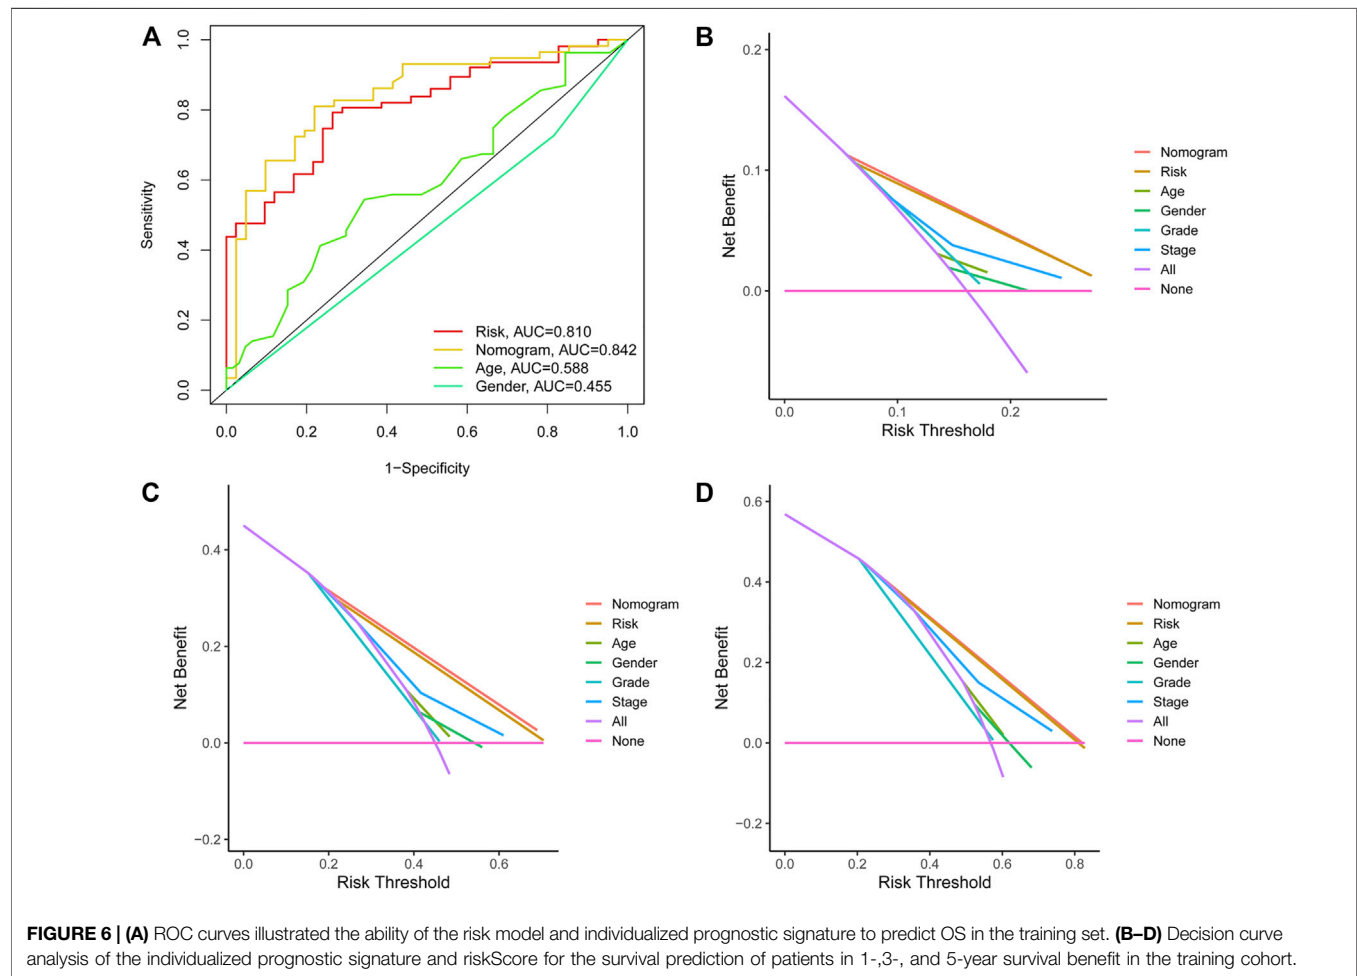 A
1.0
0.8
0.6
0.4
0.2
0.0
Sensitivity
Risk, AUC=0.810
Nomogram, AUC=0.842
Age, AUC=0.588
Gender, AUC=0.455
0.0 0.2 0.4 0.6 0.8 1.0
1−Specificity
B
0.2
0.1
0.0
Net Benefit
0.0 0.1 0.2
Risk Threshold
Nomogram
Risk
Age
Gender
Grade
Stage
All
None
C
0.4
0.2
0.0
−0.2
Net Benefit
0.0 0.2 0.4 0.6
Risk Threshold
Nomogram
Risk
Age
Gender
Grade
Stage
All
None
D
0.6
0.4
0.2
0.0
−0.2
Net Benefit
0.0 0.2 0.4 0.6 0.8
Risk Threshold
Nomogram
Risk
Age
Gender
Grade
Stage
All
None
FIGURE 6 | (A) ROC curves illustrated the ability of the risk model and individualized prognostic signature to predict OS in the training set. (B–D) Decision curve
analysis of the individualized prognostic signature and riskScore for the survival prediction of patients in 1-,3-, and 5-year survival benefit in the training cohort.